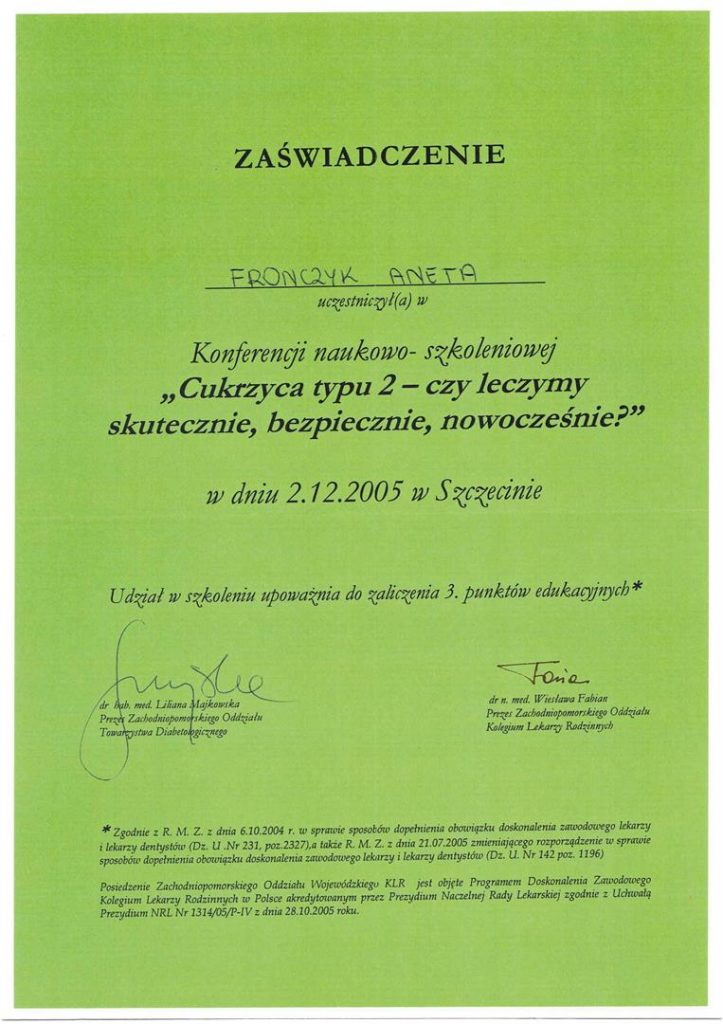 ZAŚWIADCZENIE
FRONCZYK ANETA
uczestniczył(a) w
Konferencji naukowo- szkoleniowej
„Cukrzyca typu 2 – czy leczymy
skutecznie, bezpiecznie, nowocześnie?”
w dniu 2.12.2005 w Szczecinie
Udział w szkoleniu upoważnia do zaliczenia 3. punktów edukacyjnych*
dr hab. med. Liliana Majkowska
Prezes Zachodniopomorskiego Oddziału
Towarzystwa Diabetologicznego
dr n. med. Wiesława Fabian
Prezes Zachodniopomorskiego Oddziału
Kolegium Lekarzy Rodzinnych
* Zgodnie z R. M. Z. z dnia 6.10.2004 r. w sprawie sposobów dopełnienia obowiązku doskonalenia zawodowego lekarzy
i lekarzy dentystów (Dz. U .Nr 231, poz.2327),a także R. M. Z. z dnia 21.07.2005 zmieniającego rozporządzenie w sprawie
sposobów dopełnienia obowiązku doskonalenia zawodowego lekarzy i lekarzy dentystów (Dz. U. Nr 142 poz. 1196)
Posiedzenie Zachodniopomorskiego Oddziału Wojewódzkiego KLR jest objęte Programem Doskonalenia Zawodowego
Kolegium Lekarzy Rodzinnych w Polsce akredytowanym przez Prezydium Naczelnej Rady Lekarskiej zgodnie z Uchwałą
Prezydium NRL Nr 1314/05/P-IV z dnia 28.10.2005 roku.